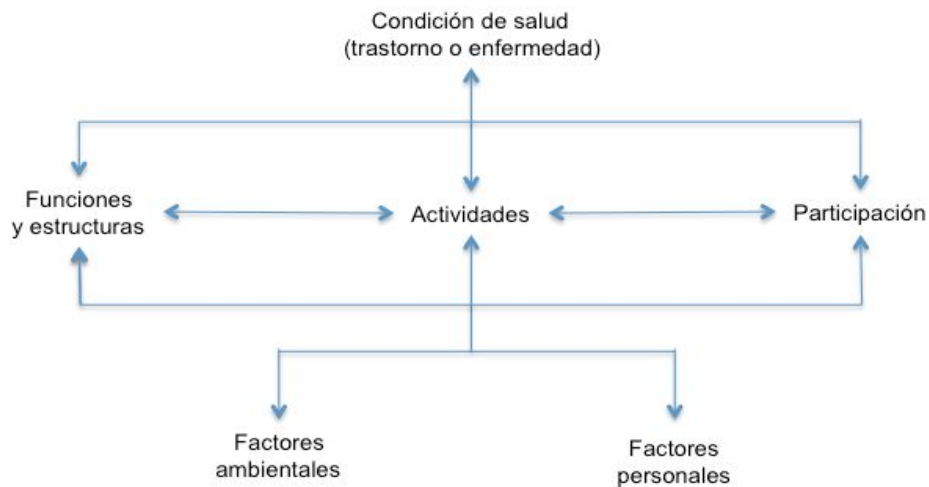 Condición de salud
(trastorno o enfermedad)
Funciones
y estructuras
Actividades
Participación
Factores
ambientales
Factores
personales